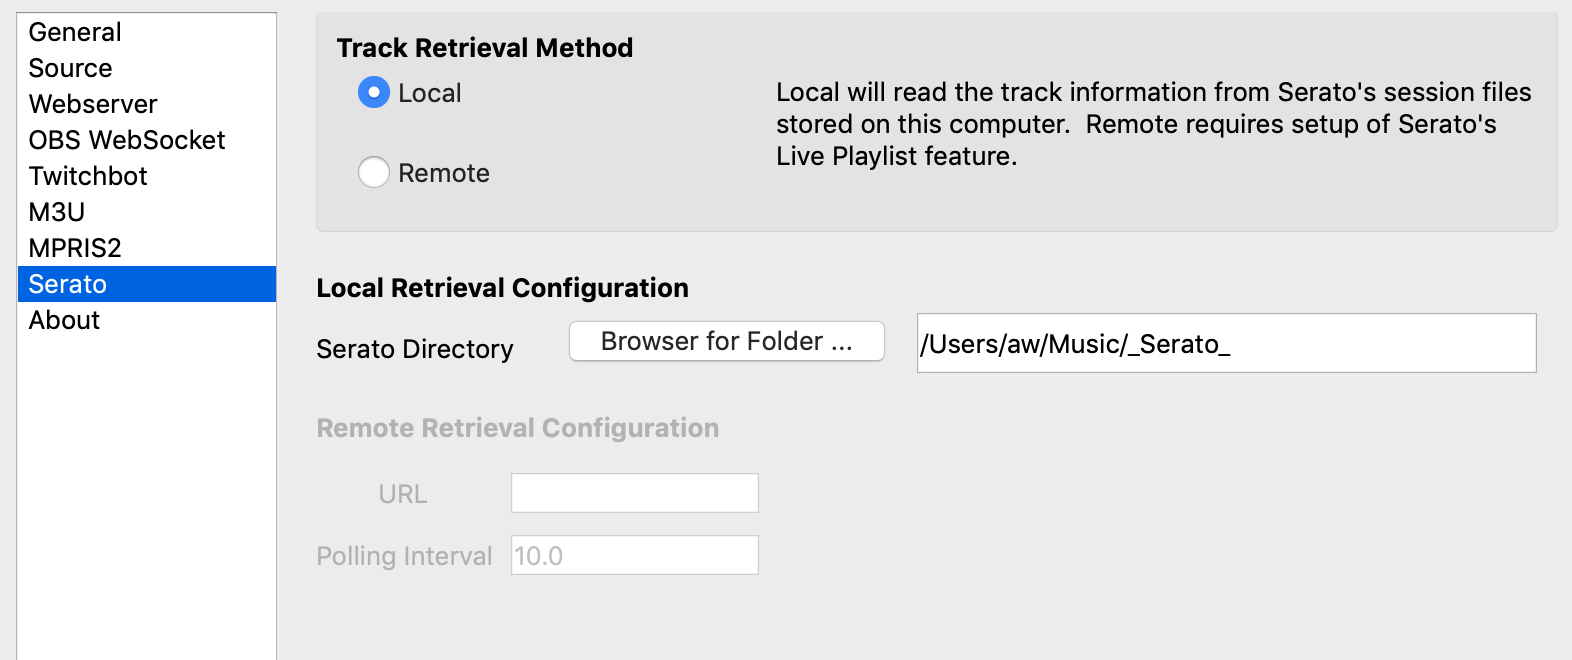 General
Source
Webserver
OBS WebSocket
Twitchbot
M3U
MPRIS2
Serato
About
Track Retrieval Method
Local
Remote
Local will read the track information from Serato's session files
stored on this computer.  Remote requires setup of Serato's
Live Playlist feature.
Local Retrieval Configuration
Serato Directory
Browser for Folder ...
/Users/aw/Music/_Serato_
Remote Retrieval Configuration
URL
Polling Interval
10.0